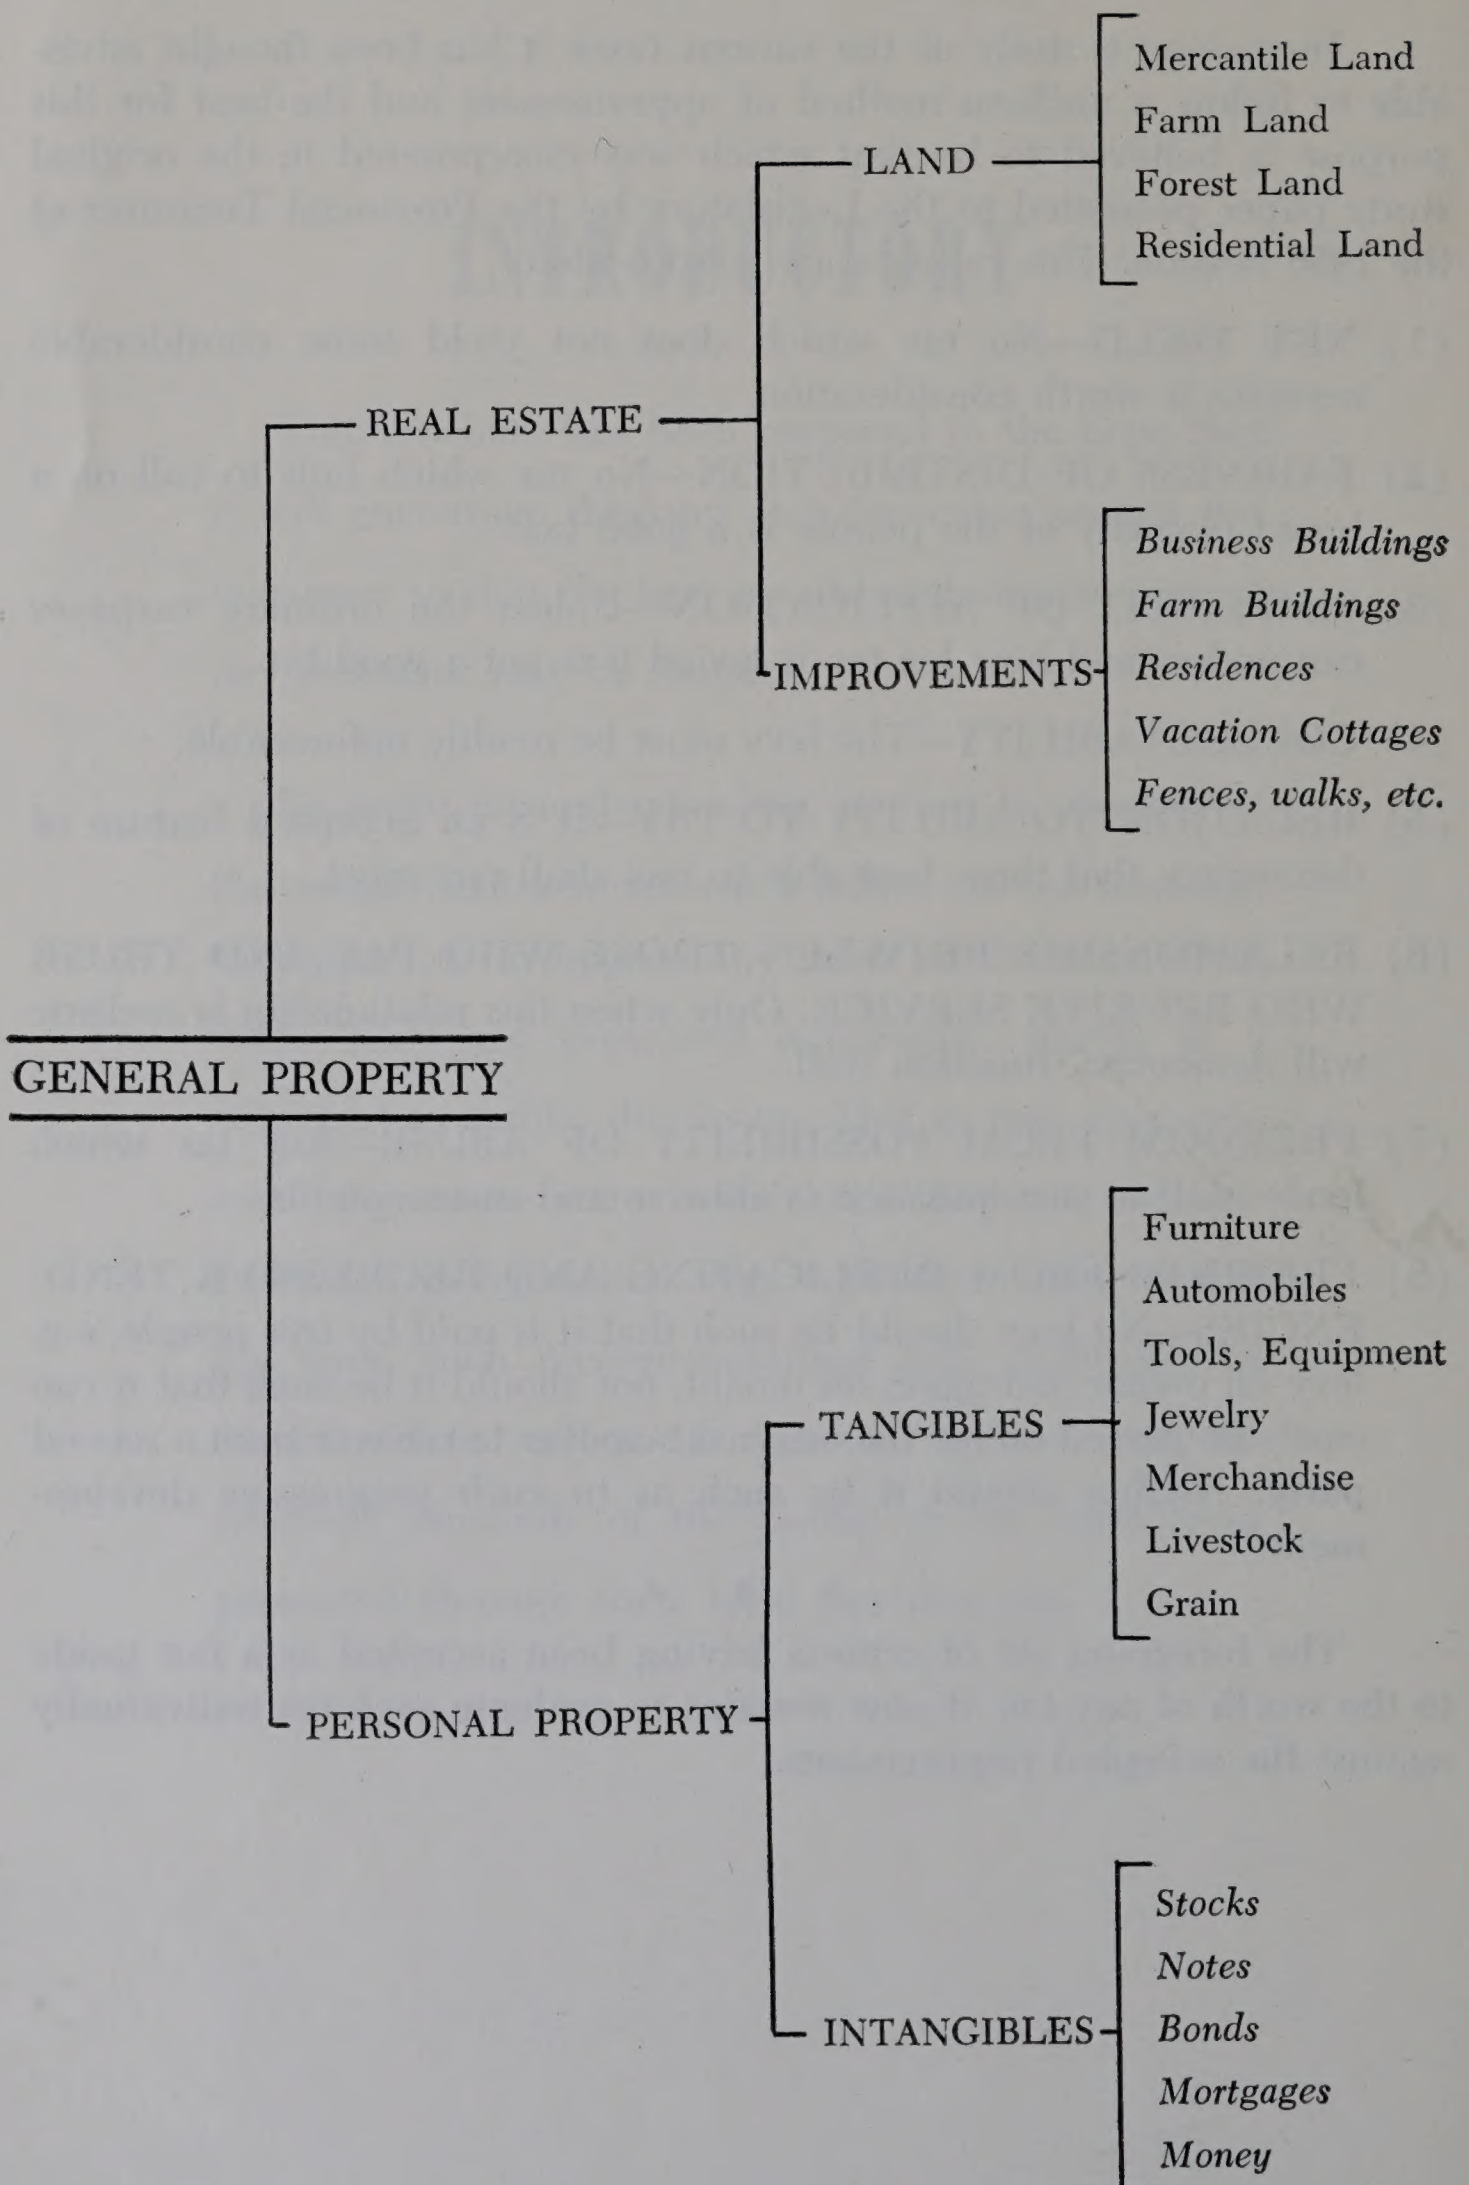 Mercantile Land
Farm Land
LAND
Forest Land
Residential Land
REAL ESTATE
Business Buildings
Farm Buildings
IMPROVEMENTS
Residences
Vacation Cottages
Fences, walks, etc.
GENERAL PROPERTY
Furniture
Automobiles
Tools, Equipment
TANGIBLES
Jewelry
Merchandise
Livestock
Grain
PERSONAL PROPERTY
Stocks
Notes
INTANGIBLES
Bonds
Mortgages
Money